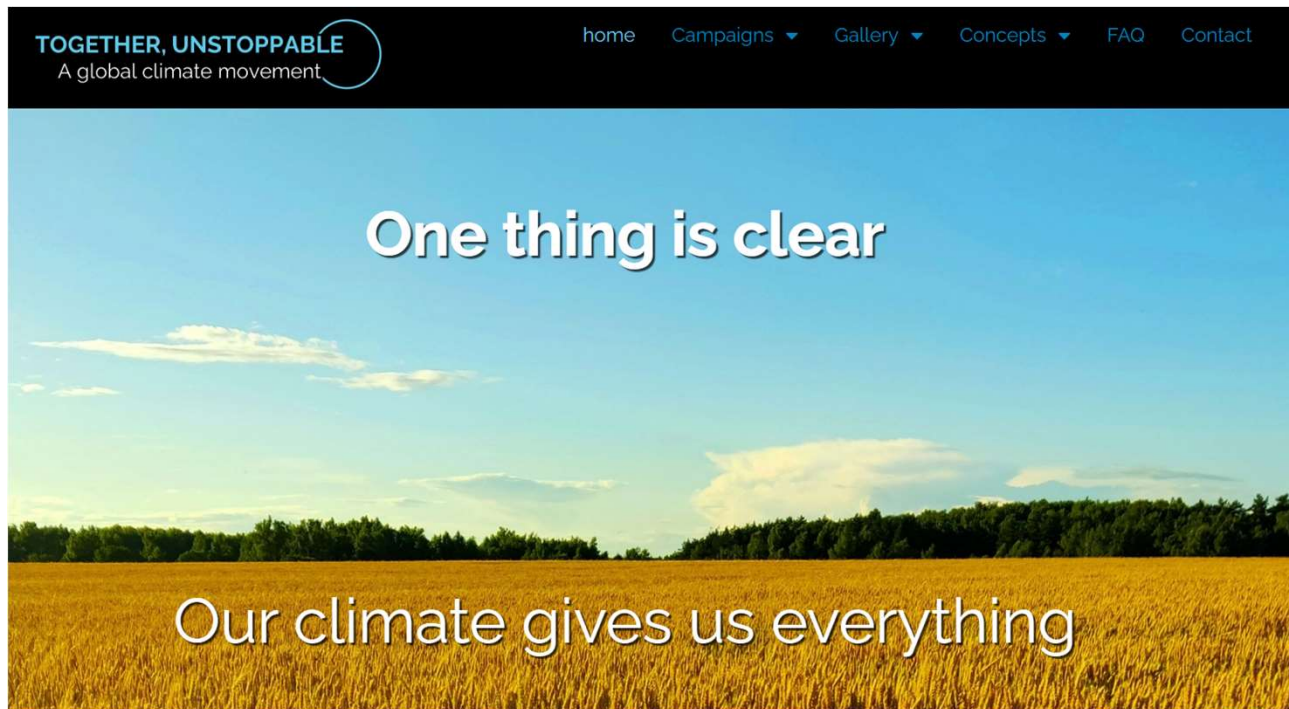 TOGETHER, UNSTOPPABLE
A global climate movement
home Campaigns Gallery Concepts FAQ Contact
One thing is clear
Our climate gives us everything